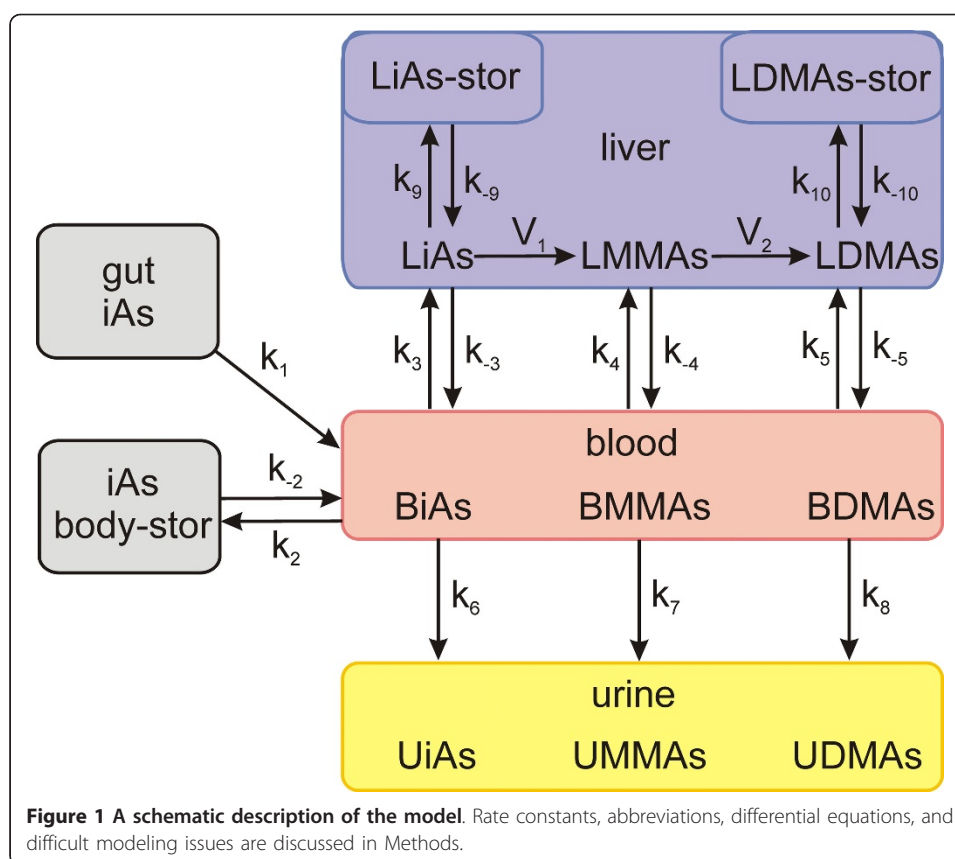 LiAs-stor
LDMAs-stor
liver
k₉
k₋₉
k₁₀
k₋₁₀
V₁
V₂
LiAs
LMMAs
LDMAs
gut
iAs
k₁
k₃
k₋₃
k₄
k₋₄
k₅
k₋₅
blood
iAs
body-stor
k₋₂
k₂
BiAs
BMMAs
BDMAs
k₆
k₇
k₈
urine
UiAs
UMMAs
UDMAs
Figure 1 A schematic description of the model. Rate constants, abbreviations, differential equations, and
difficult modeling issues are discussed in Methods.